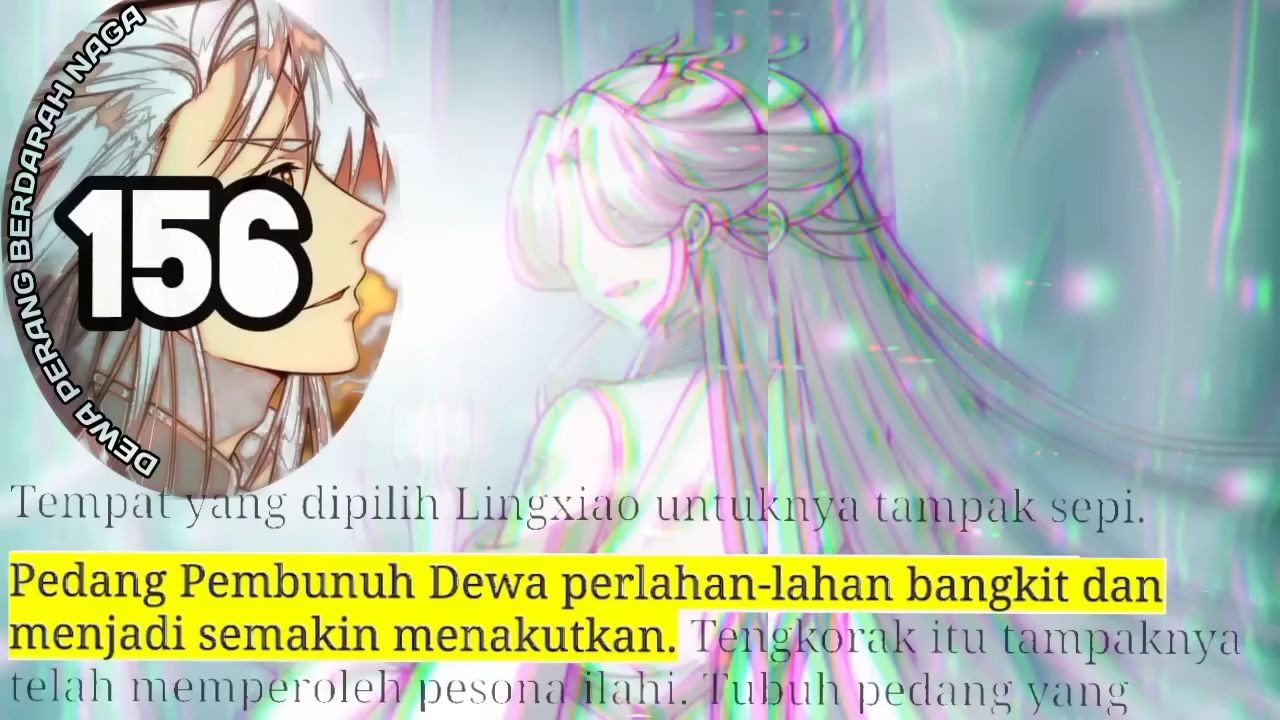 DEWA PERANG BERDARAH NAGA
156
Tempat yang dipilih Lingxiao untuknya tampak sepi.
Pedang Pembunuh Dewa perlahan-lahan bangkit dan
menjadi semakin menakutkan. Tengkorak itu tampaknya
telah memperoleh pesona ilahi. Tubuh pedang yang